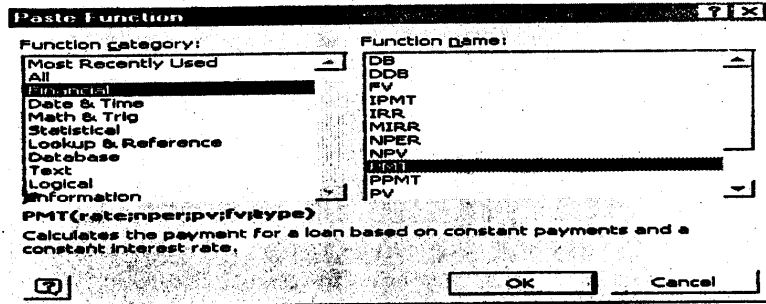 Paste Function
? X
Function category:
Most Recently Used
All
Financial
Date & Time
Math & Trig
Statistical
Lookup & Reference
Database
Text
Logical
Information
Function name:
DB
DDB
FV
IPMT
IRR
MIRR
NPER
NPV
PMT
PPMT
PV
PMT(rate;nper;pv;fv;type)
Calculates the payment for a loan based on constant payments and a
constant interest rate.
?
OK
Cancel